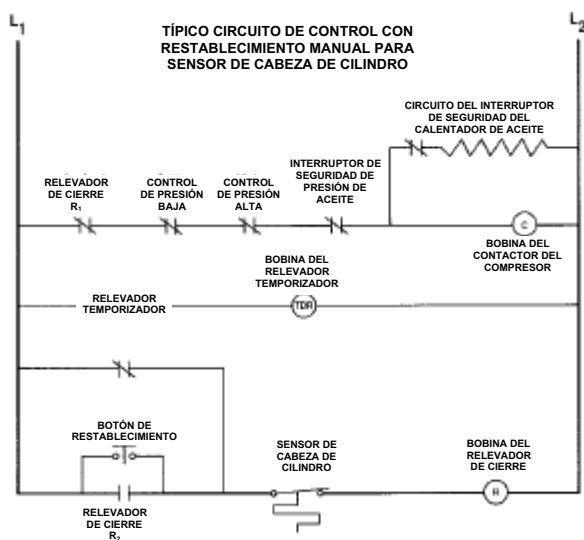 L1
L2
TÍPICO CIRCUITO DE CONTROL CON
RESTABLECIMIENTO MANUAL PARA
SENSOR DE CABEZA DE CILINDRO
CIRCUITO DEL INTERRUPTOR
DE SEGURIDAD DEL
CALENTADOR DE ACEITE
RELEVADOR
DE CIERRE
R1
CONTROL
DE PRESIÓN
BAJA
CONTROL
DE PRESIÓN
ALTA
INTERRUPTOR DE
SEGURIDAD DE
PRESIÓN DE
ACEITE
C
BOBINA DEL
CONTACTOR DEL
COMPRESOR
BOBINA DEL
RELEVADOR
TEMPORIZADOR
RELEVADOR
TEMPORIZADOR
TDR
BOTÓN DE
RESTABLECIMIENTO
RELEVADOR
DE CIERRE
R2
SENSOR DE
CABEZA DE
CILINDRO
BOBINA DEL
RELEVADOR
DE CIERRE
R